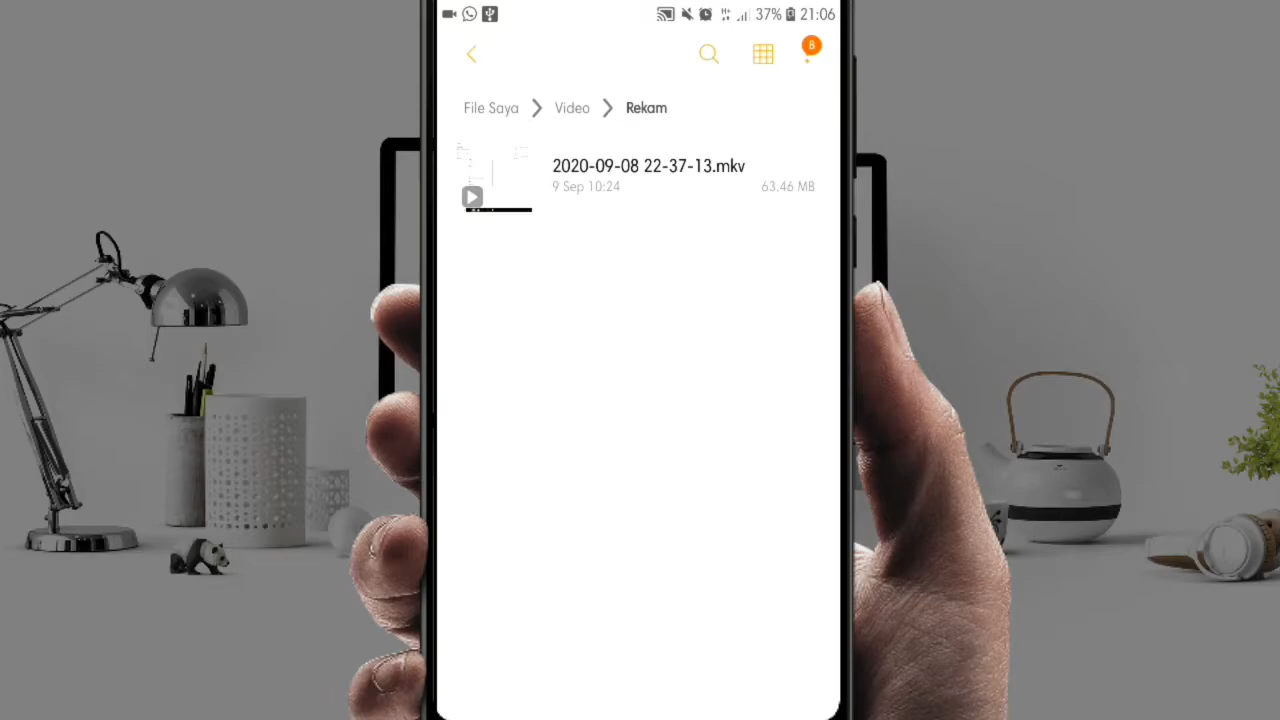 37% 21:06
8
File Saya Video Rekam
2020-09-08 22-37-13.mkv
9 Sep 10:24 63.46 MB